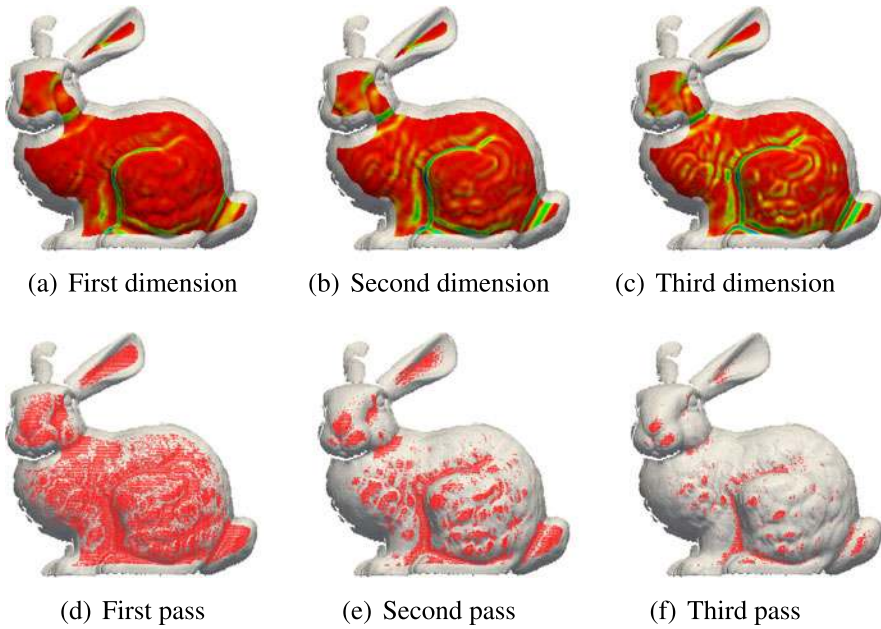 (a) First dimension
(b) Second dimension
(c) Third dimension
(d) First pass
(e) Second pass
(f) Third pass